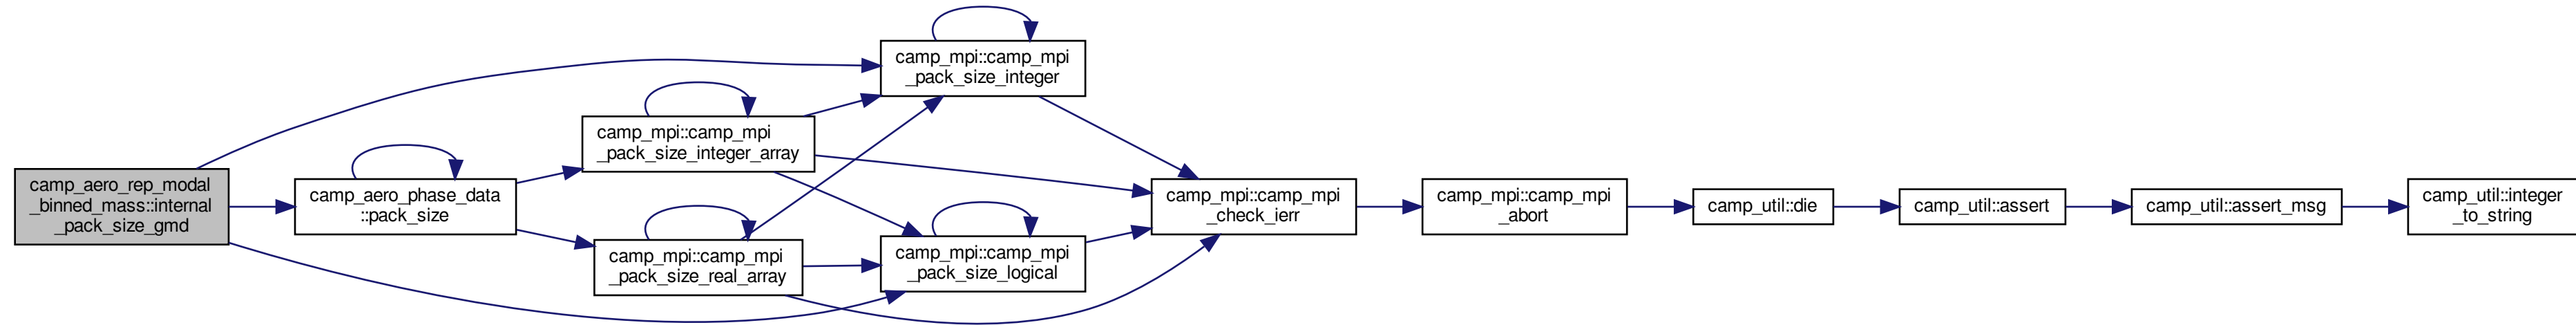 camp_aero_rep_modal
_binned_mass::internal
_pack_size_gmd
camp_aero_phase_data
::pack_size
camp_mpi::camp_mpi
_pack_size_integer_array
camp_mpi::camp_mpi
_pack_size_real_array
camp_mpi::camp_mpi
_pack_size_integer
camp_mpi::camp_mpi
_pack_size_logical
camp_mpi::camp_mpi
_check_ierr
camp_mpi::camp_mpi
_abort
camp_util::die
camp_util::assert
camp_util::assert_msg
camp_util::integer
_to_string